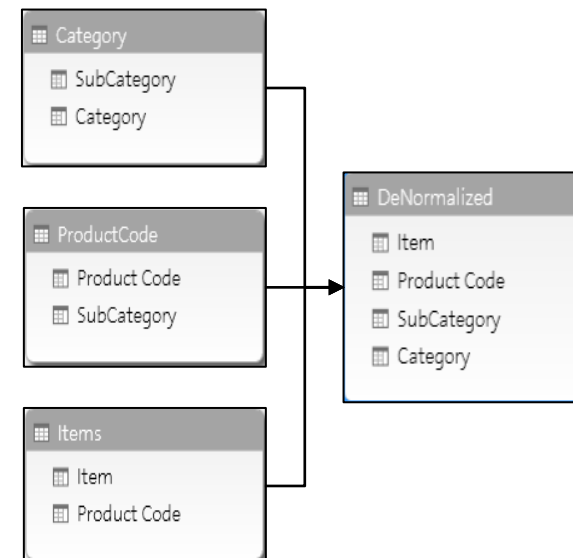 Category
SubCategory
Category
ProductCode
Product Code
SubCategory
Items
Item
Product Code
DeNormalized
Item
Product Code
SubCategory
Category